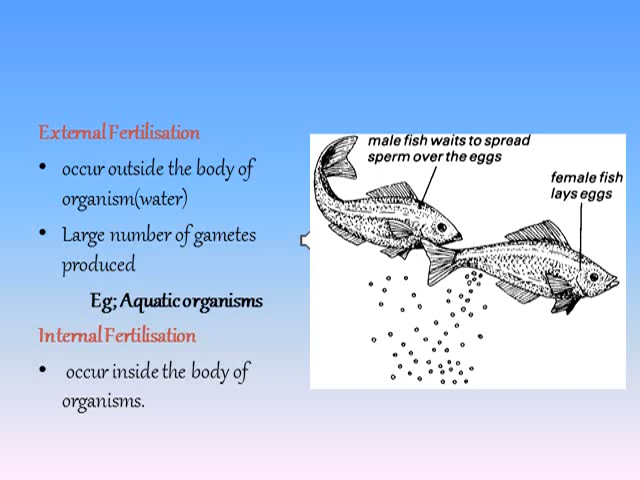 External Fertilisation
• occur outside the body of
organism(water)
• Large number of gametes
produced
Eg; Aquatic organisms
Internal Fertilisation
• occur inside the body of
organisms.
male fish waits to spread
sperm over the eggs
female fish
lays eggs